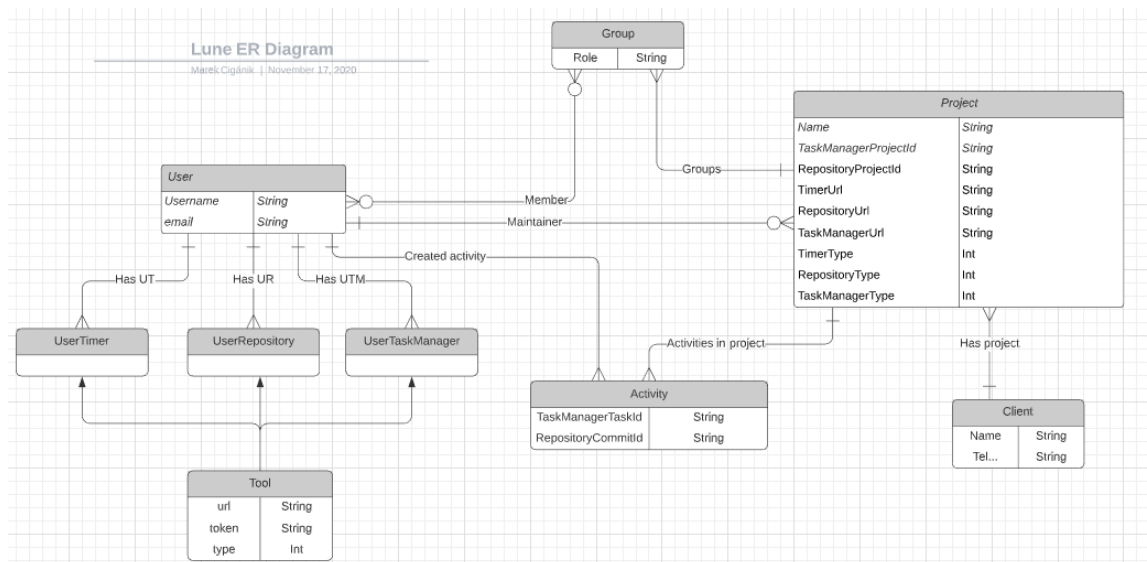 Lune ER Diagram
Marek Cigánik | November 17, 2020
Group
Role String
Project
Name String
TaskManagerProjectId String
RepositoryProjectId String
TimerUrl String
RepositoryUrl String
TaskManagerUrl String
TimerType Int
RepositoryType Int
TaskManagerType Int
Groups
User
Username String
email String
Member
Maintainer
Created activity
Has UT
Has UR
Has UTM
UserTimer
UserRepository
UserTaskManager
Activities in project
Has project
Activity
TaskManagerTaskId String
RepositoryCommitId String
Client
Name String
Tel... String
Tool
url String
token String
type Int